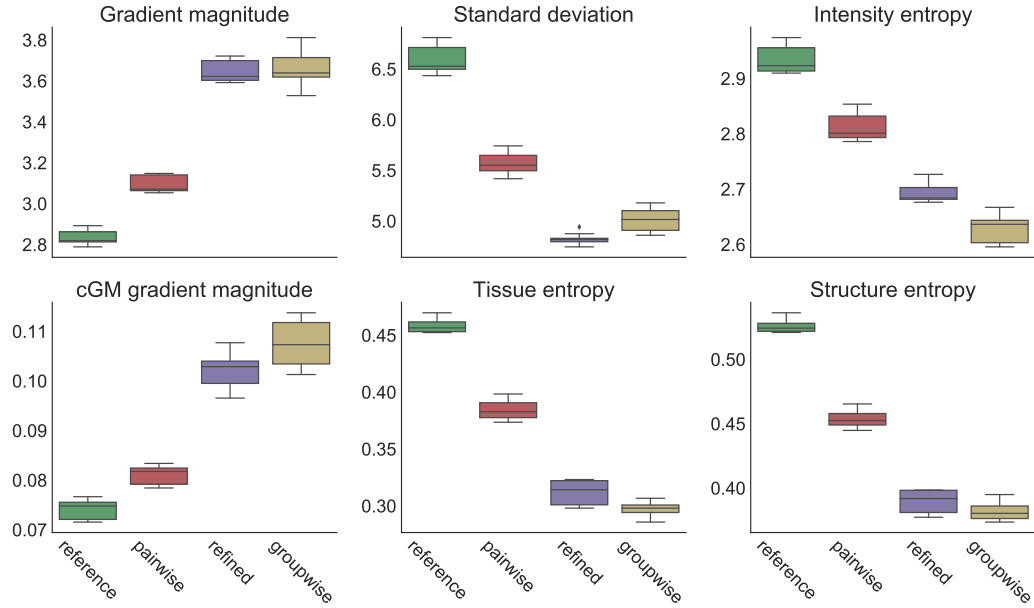 Gradient magnitude
3.8
3.6
3.4
3.2
3.0
2.8
Standard deviation
6.5
6.0
5.5
5.0
Intensity entropy
2.9
2.8
2.7
2.6
cGM gradient magnitude
0.11
0.10
0.09
0.08
0.07
reference
pairwise
refined
groupwise
Tissue entropy
0.45
0.40
0.35
0.30
reference
pairwise
refined
groupwise
Structure entropy
0.50
0.45
0.40
reference
pairwise
refined
groupwise